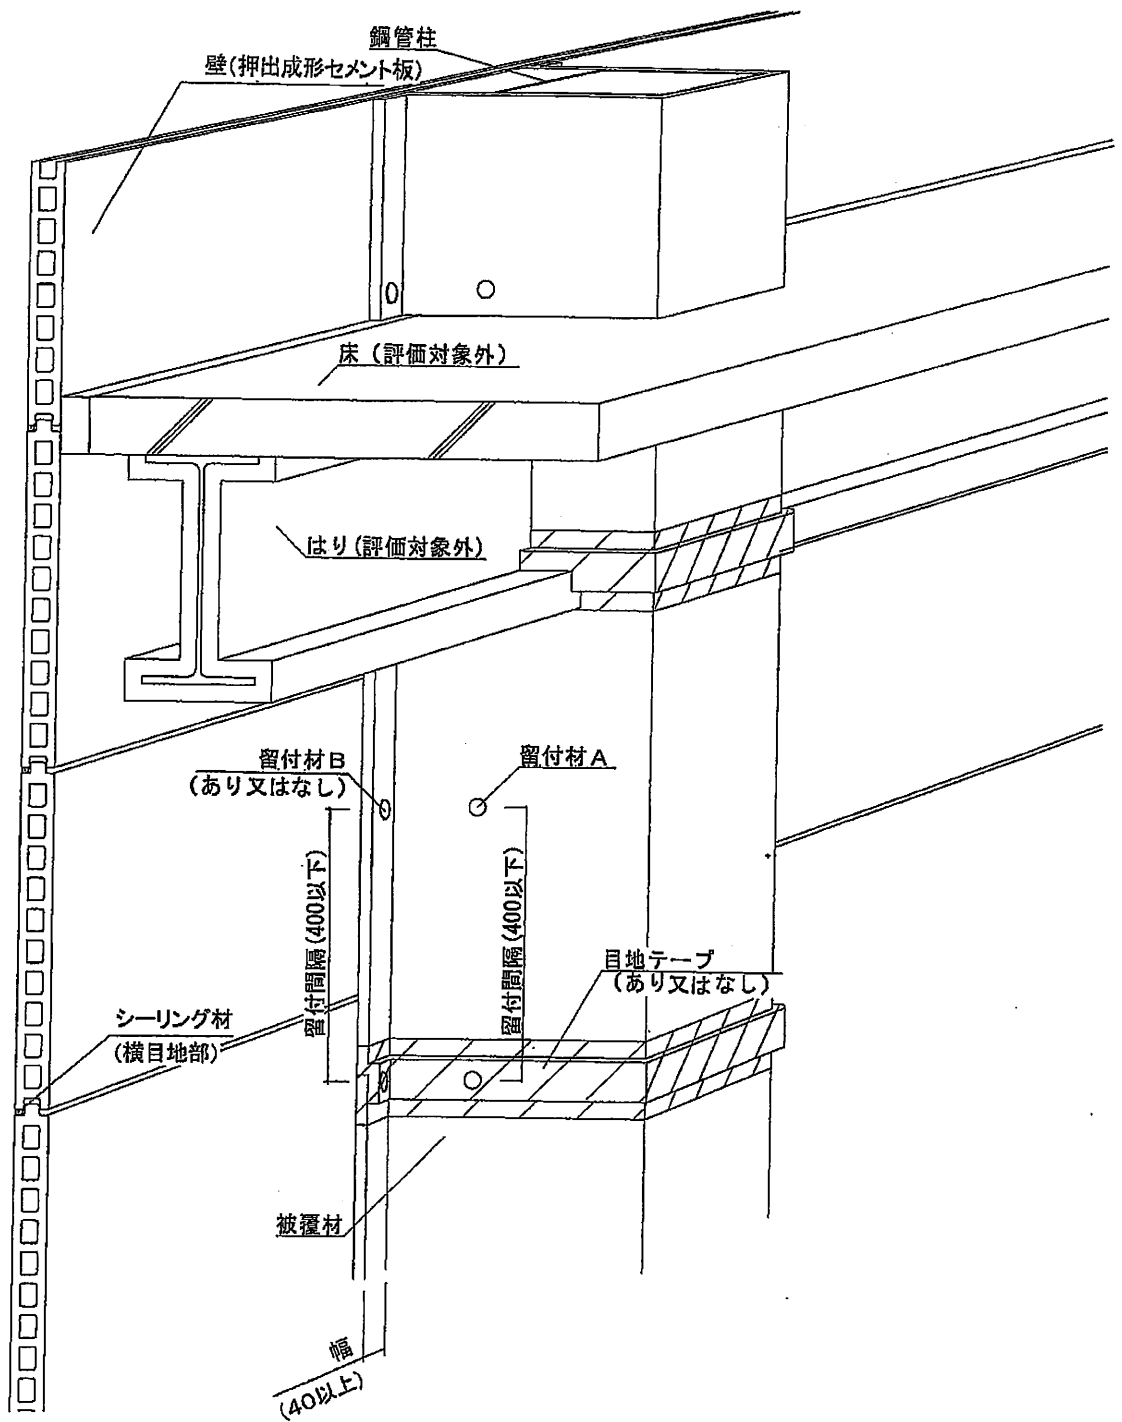 鋼管柱
壁(押出成形セメント板)
床(評価対象外)
はり(評価対象外)
留付材B
(あり又はなし)
留付材A
留付間隔(400以下)
留付間隔(400以下)
目地テープ
(あり又はなし)
シーリング材
(横目地部)
被覆材
幅
(40以上)